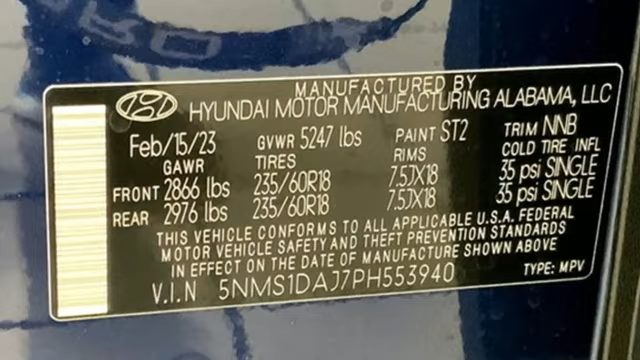 MANUFACTURED BY
HYUNDAI MOTOR MANUFACTURING ALABAMA, LLC
Feb/15/23 GVWR 5247 lbs PAINT ST2 TRIM NNB
GAWR TIRES RIMS COLD TIRE INFL
FRONT 2866 lbs 235/60R18 7.5JX18 35 psi SINGLE
REAR 2976 lbs 235/60R18 7.5JX18 35 psi SINGLE
THIS VEHICLE CONFORMS TO ALL APPLICABLE U.S.A. FEDERAL
MOTOR VEHICLE SAFETY AND THEFT PREVENTION STANDARDS
IN EFFECT ON THE DATE OF MANUFACTURE SHOWN ABOVE
V.I.N 5NMS1DAJ7PH553940 TYPE: MPV